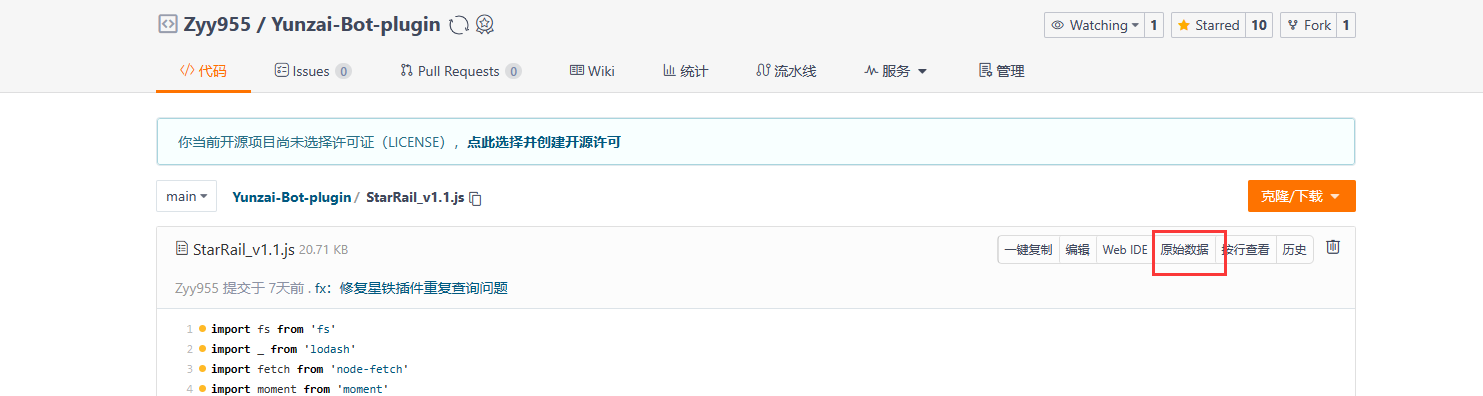 Zyy955 / Yunzai-Bot-plugin
Watching 1 Starred 10 Fork 1
代码 Issues 0 Pull Requests 0 Wiki 统计 流水线 服务 管理
你当前开源项目尚未选择许可证（LICENSE），点此选择并创建开源许可
main Yunzai-Bot-plugin / StarRail_v1.1.js 克隆/下载
StarRail_v1.1.js 20.71 KB 一键复制 编辑 Web IDE 原始数据 按行查看 历史
Zyy955 提交于 7天前 . fx：修复星铁插件重复查询问题
1 import fs from 'fs'
2 import _ from 'lodash'
3 import fetch from 'node-fetch'
4 import moment from 'moment'